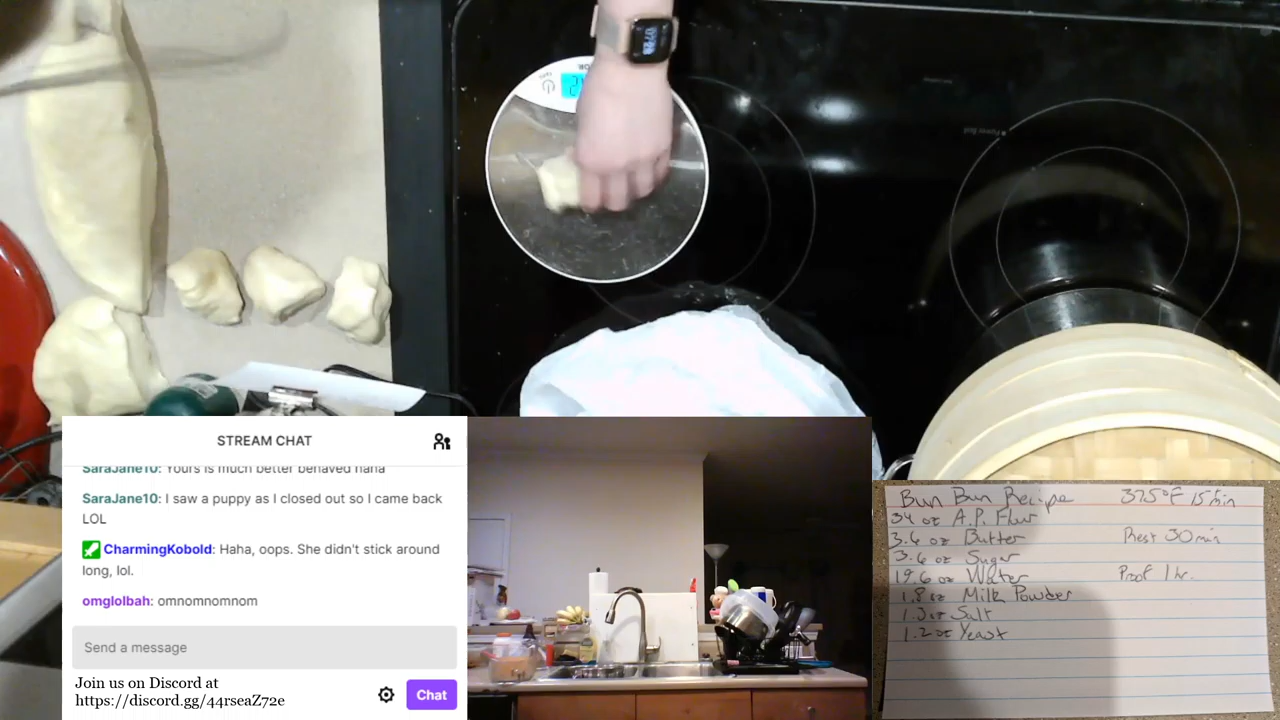 STREAM CHAT
SaraJane10: Yours is much better behaved haha
SaraJane10: I saw a puppy as I closed out so I came back
LOL
CharmingKobold: Haha, oops. She didn't stick around
long, lol.
omglolbah: omnomnomnom
Send a message
Join us on Discord at
https://discord.gg/44rseaZ72e
Chat
Bun Bun Recipe 375°F 15 min
34 oz A.P. Flour
3.6 oz Butter Rest 30 min
3.6 oz Sugar
19.6 oz Water Proof 1 hr.
1.8 oz Milk Powder
oz Salt
1.2 oz Yeast